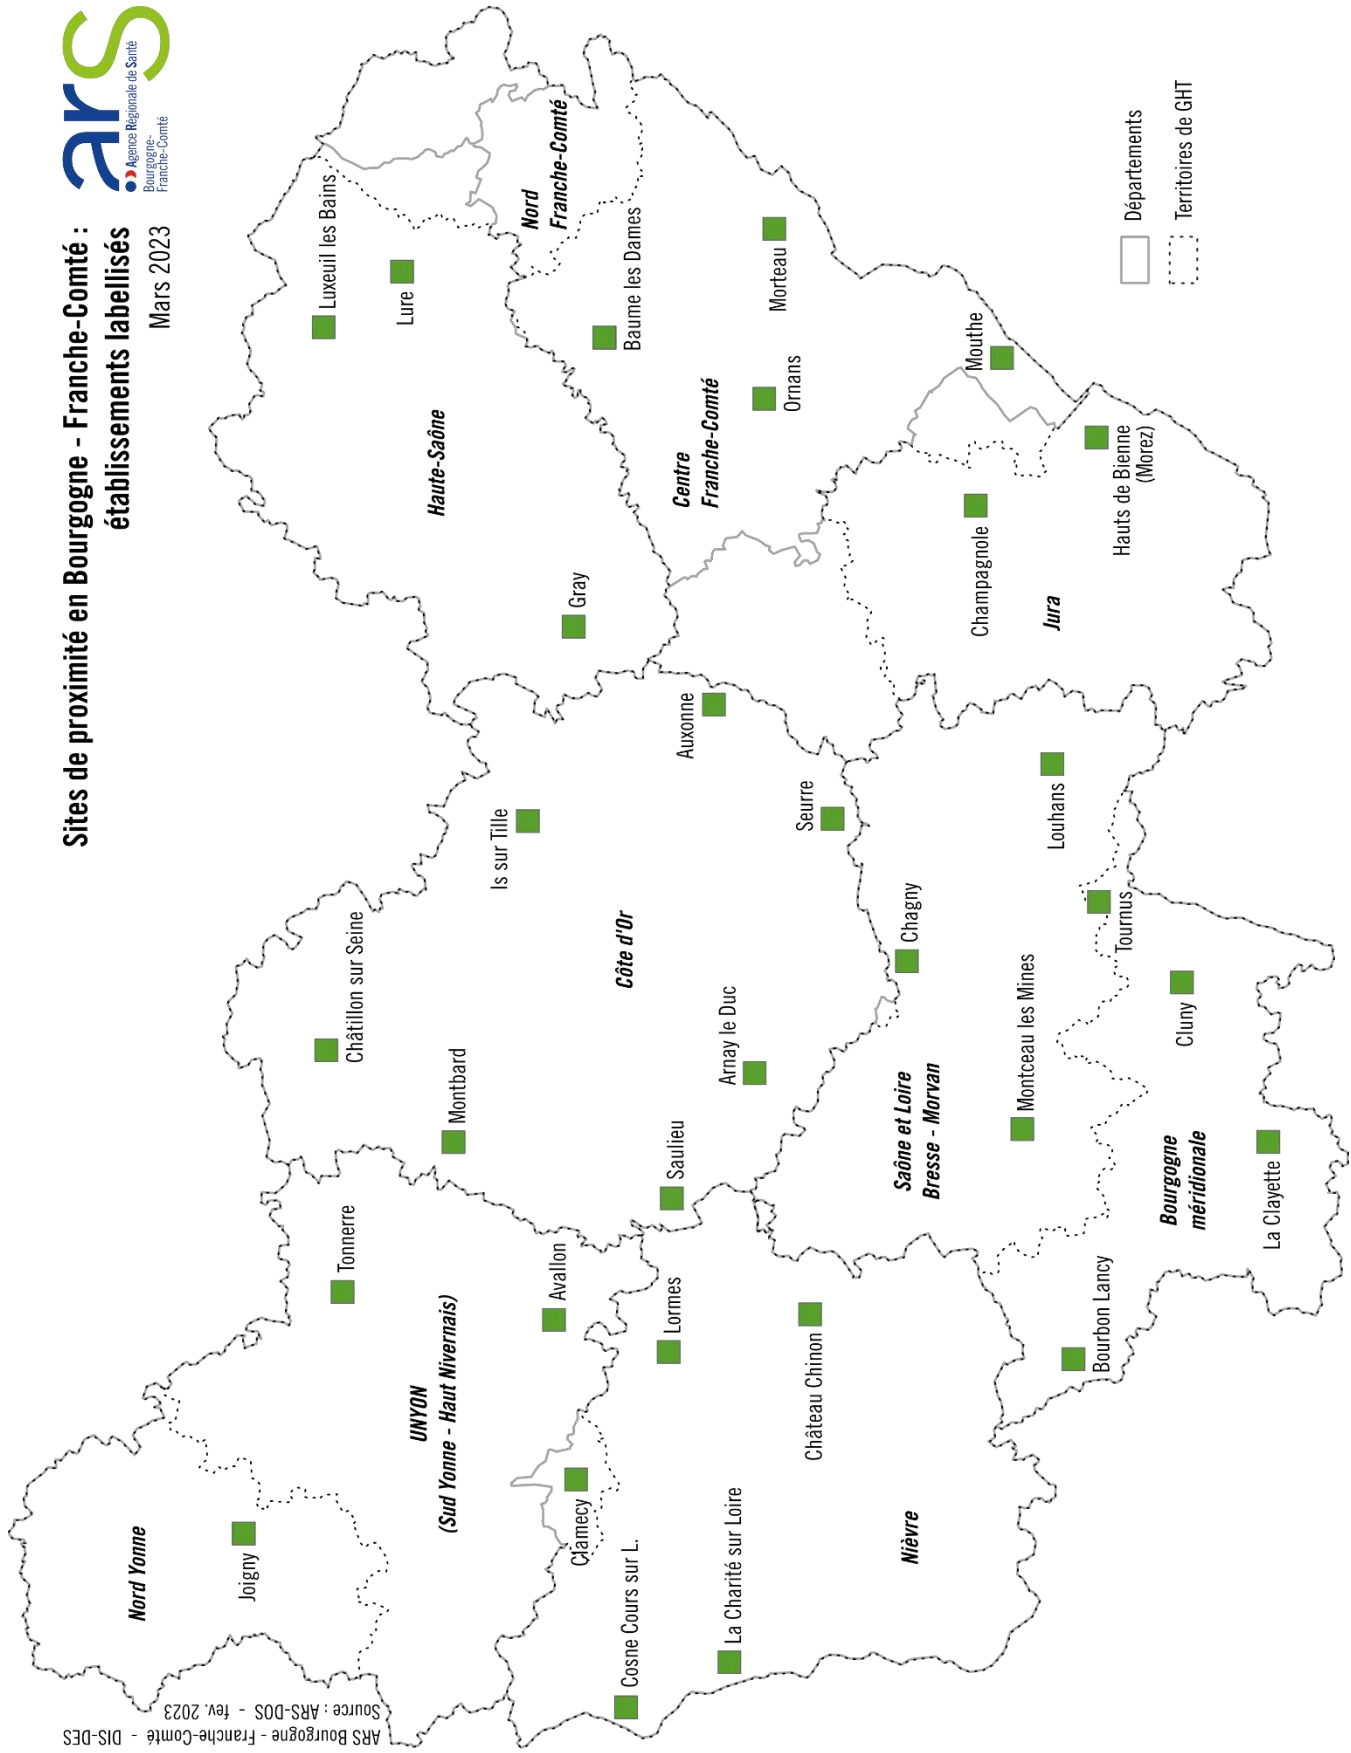 Sites de proximité en Bourgogne - Franche-Comté :
établissements labellisés
Mars 2023
ars
Agence Régionale de Santé
Bourgogne-
Franche-Comté
Nord Yonne
Joigny
Tonnerre
UNYON
(Sud Yonne - Haut Nivernais)
Avallon
Clamecy
Cosne Cours sur L.
La Charité sur Loire
Lormes
Château Chinon
Nièvre
Châtillon sur Seine
Montbard
Is sur Tille
Côte d'Or
Saulieu
Arnay le Duc
Auxonne
Seurre
Luxeuil les Bains
Lure
Haute-Saône
Gray
Nord
Franche-Comté
Baume les Dames
Centre
Franche-Comté
Ornans
Morteau
Mouthe
Champagnole
Hauts de Bienne
(Morez)
Jura
Chagny
Saône et Loire
Bresse - Morvan
Montceau les Mines
Louhans
Tournus
Cluny
Bourgogne
méridionale
La Clayette
Bourbon Lancy
Départements
Territoires de GHT
ARS Bourgogne - Franche-Comté - DIS-DES
Source : ARS-DOS - fev. 2023